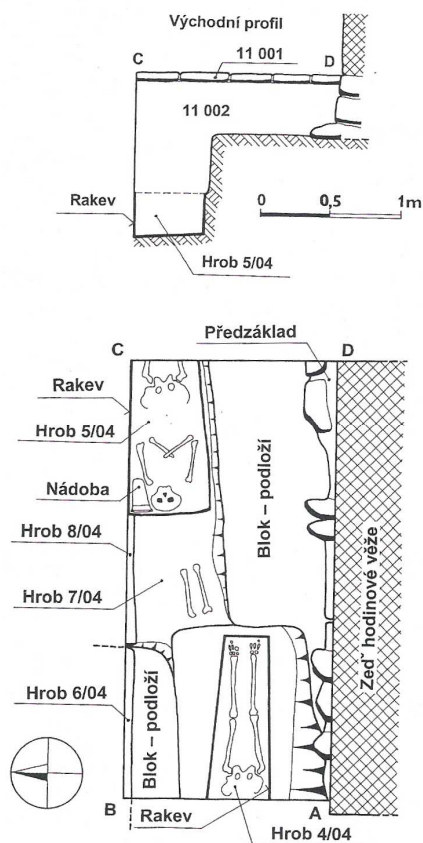 Východní profil
C
11 001
D
11 002
Rakev
0
0,5
1m
Hrob 5/04
Předzáklad
C
D
Rakev
Hrob 5/04
Nádoba
Hrob 8/04
Hrob 7/04
Hrob 6/04
Blok – podloží
Blok – podloží
Zeď hodinové věže
B
Rakev
A
Hrob 4/04